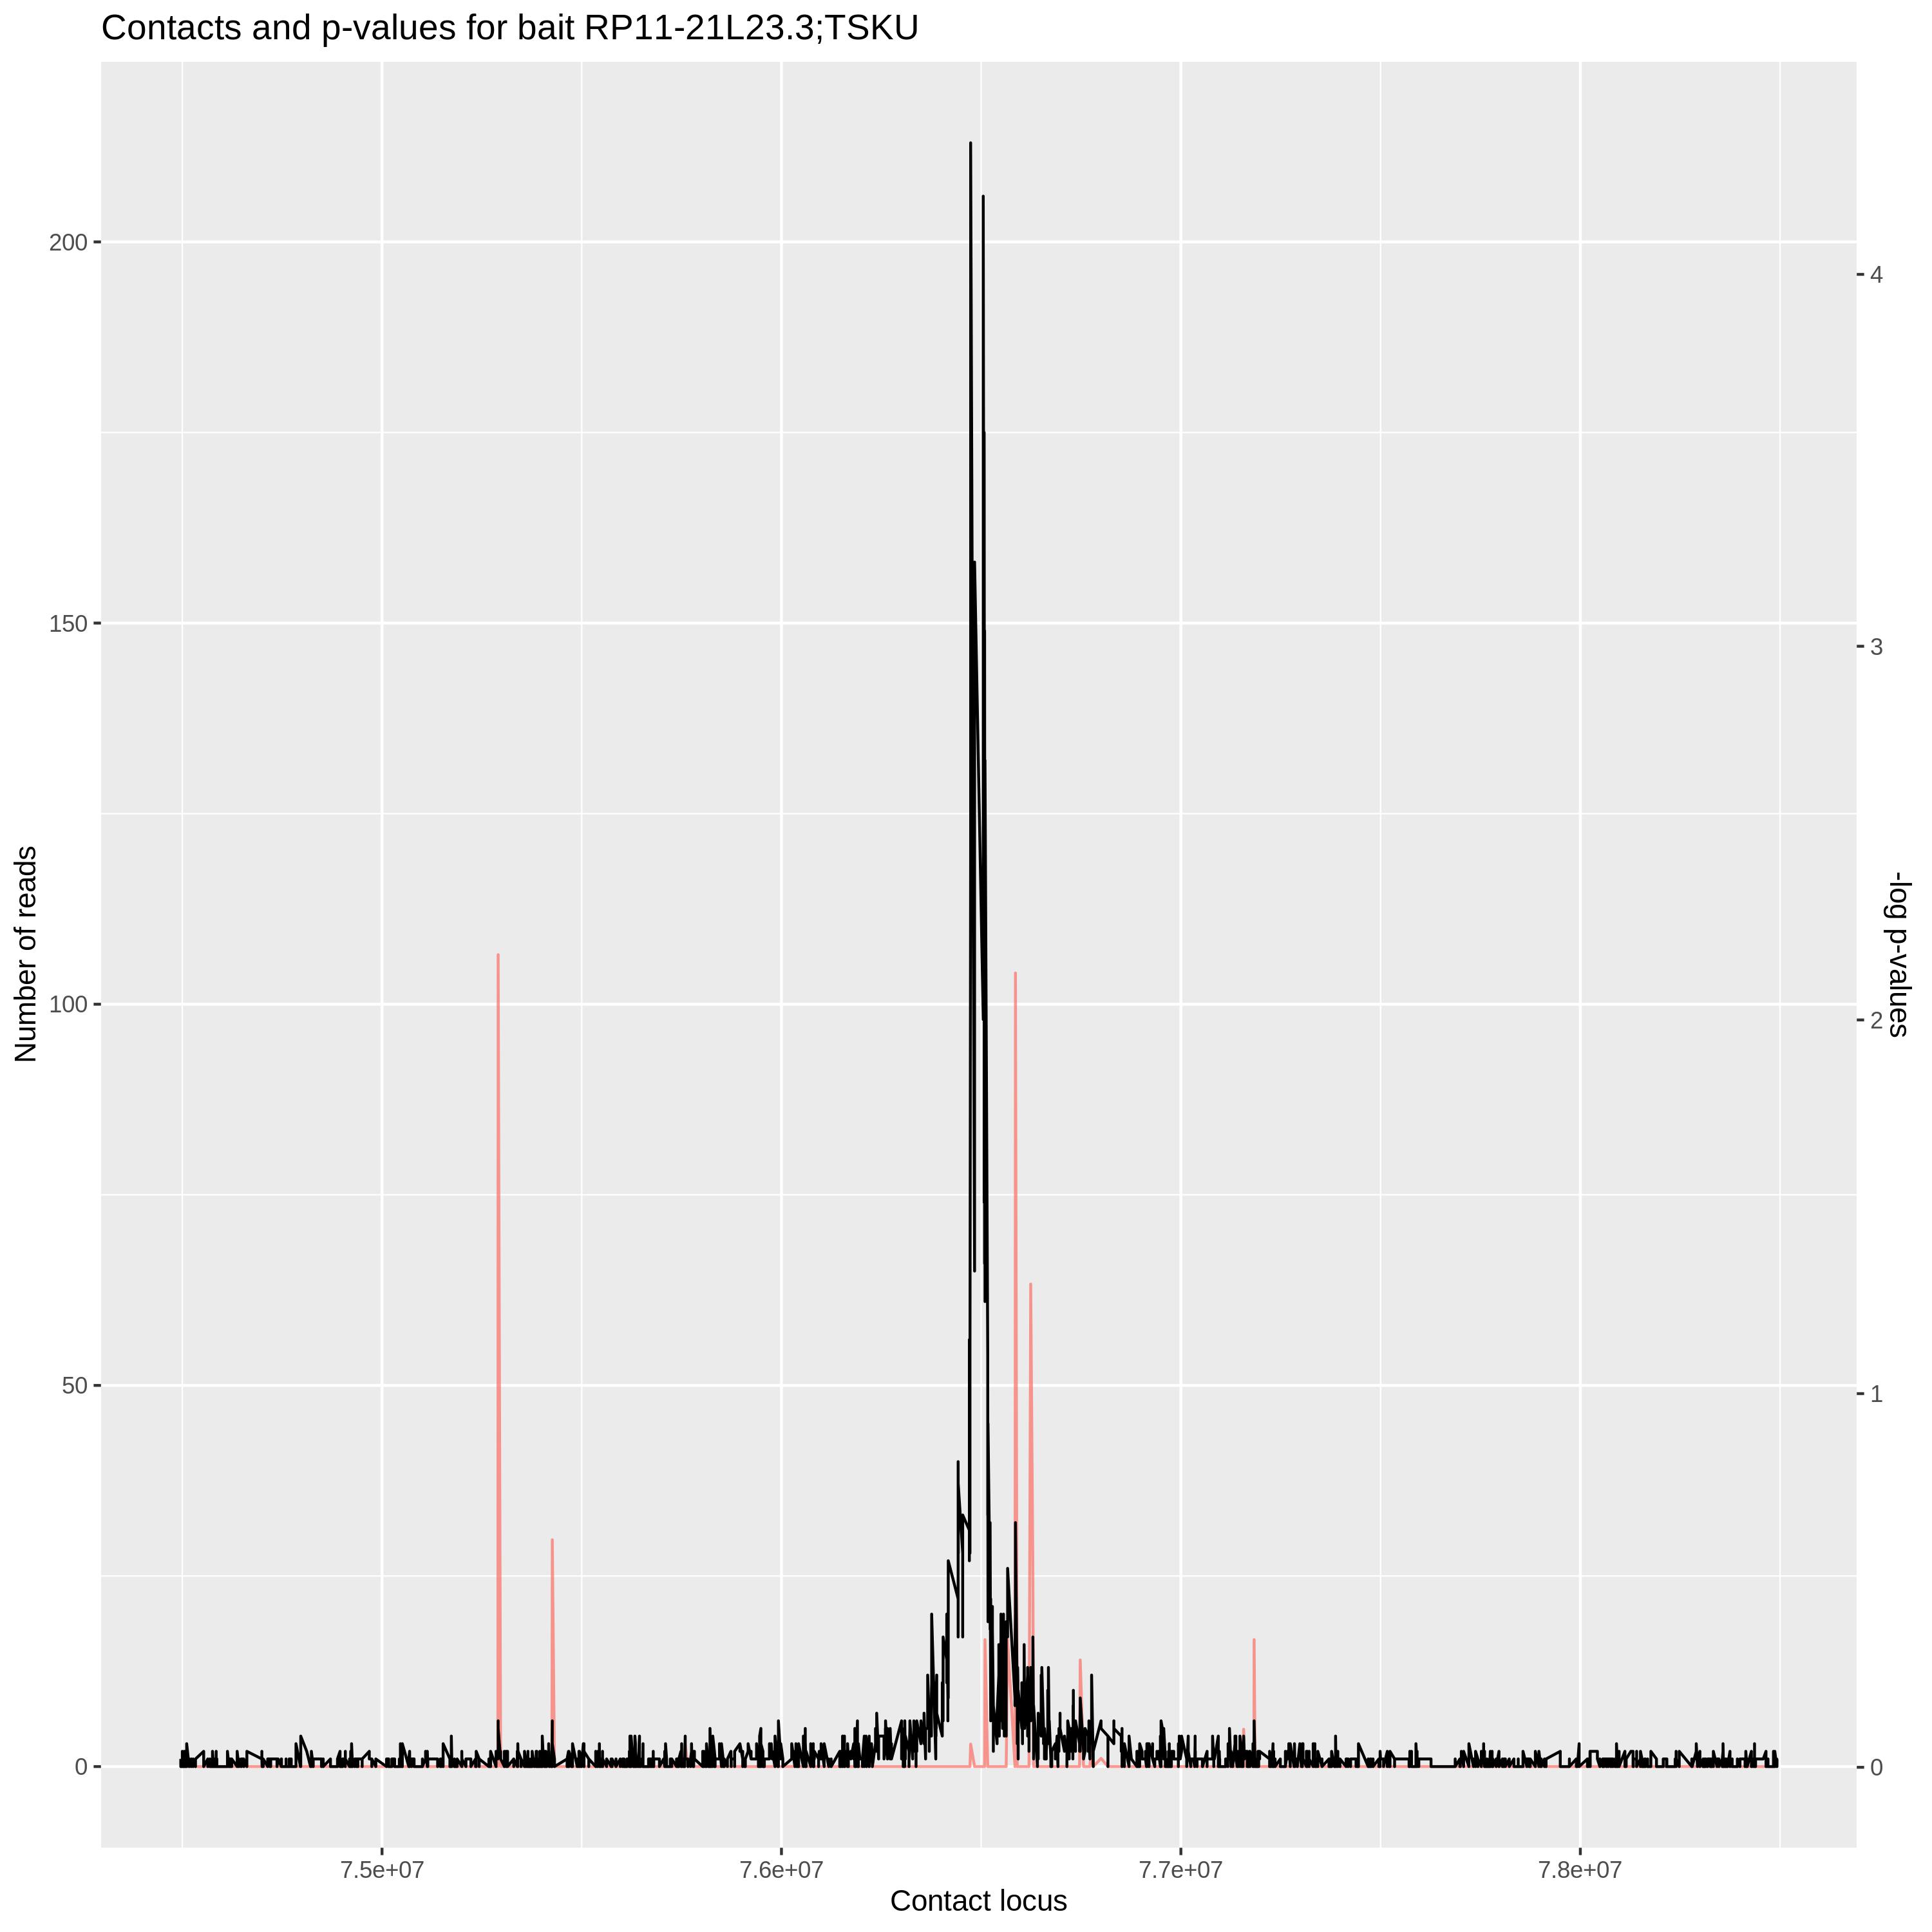 Contacts and p-values for bait RP11-21L23.3;TSKU
200
150
100
50
0
Number of reads
4
3
2
1
0
-log p-values
7.5e+07
7.6e+07
7.7e+07
7.8e+07
Contact locus